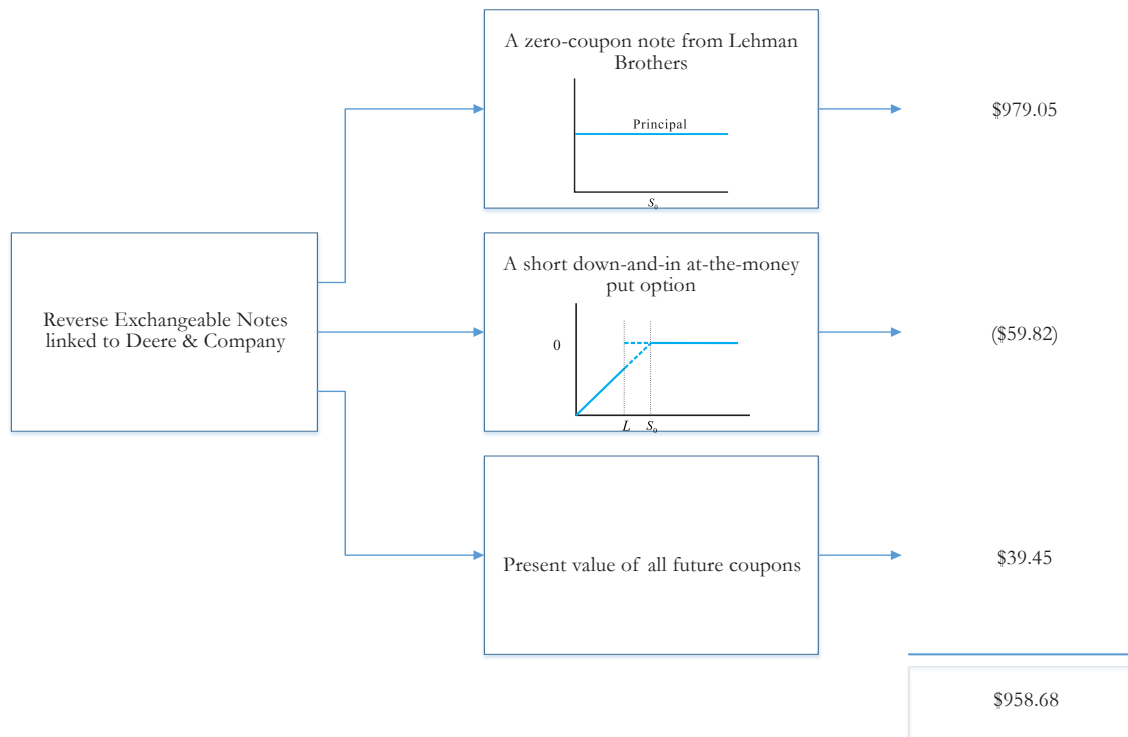 A zero-coupon note from Lehman
Brothers
Principal
S₀
$979.05
Reverse Exchangeable Notes
linked to Deere & Company
A short down-and-in at-the-money
put option
0
L S₀
($59.82)
Present value of all future coupons
$39.45
$958.68